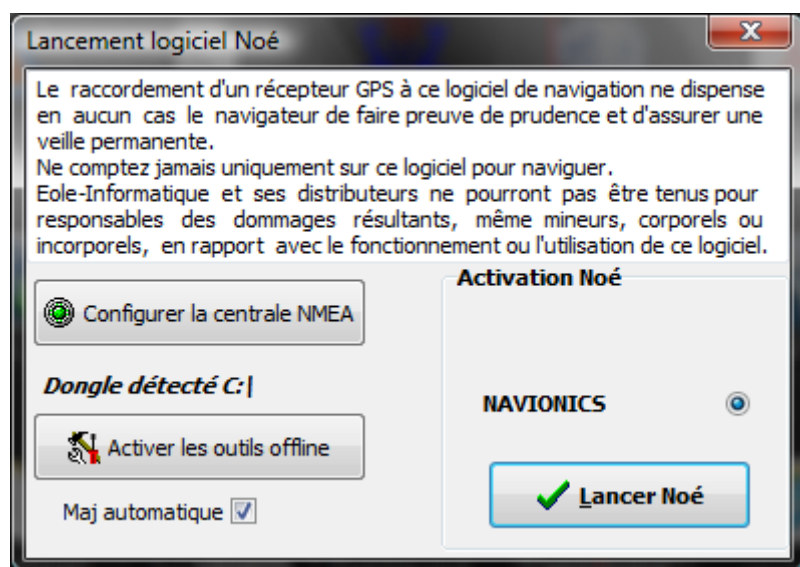 Lancement logiciel Noé
Le raccordement d'un récepteur GPS à ce logiciel de navigation ne dispense
en aucun cas le navigateur de faire preuve de prudence et d'assurer une
veille permanente.
Ne comptez jamais uniquement sur ce logiciel pour naviguer.
Eole-Informatique et ses distributeurs ne pourront pas être tenus pour
responsables des dommages résultants, même mineurs, corporels ou
incorporels, en rapport avec le fonctionnement ou l'utilisation de ce logiciel.
Configurer la centrale NMEA
Dongle détecté C:|
Activer les outils offline
Maj automatique
Activation Noé
NAVIONICS
Lancer Noé